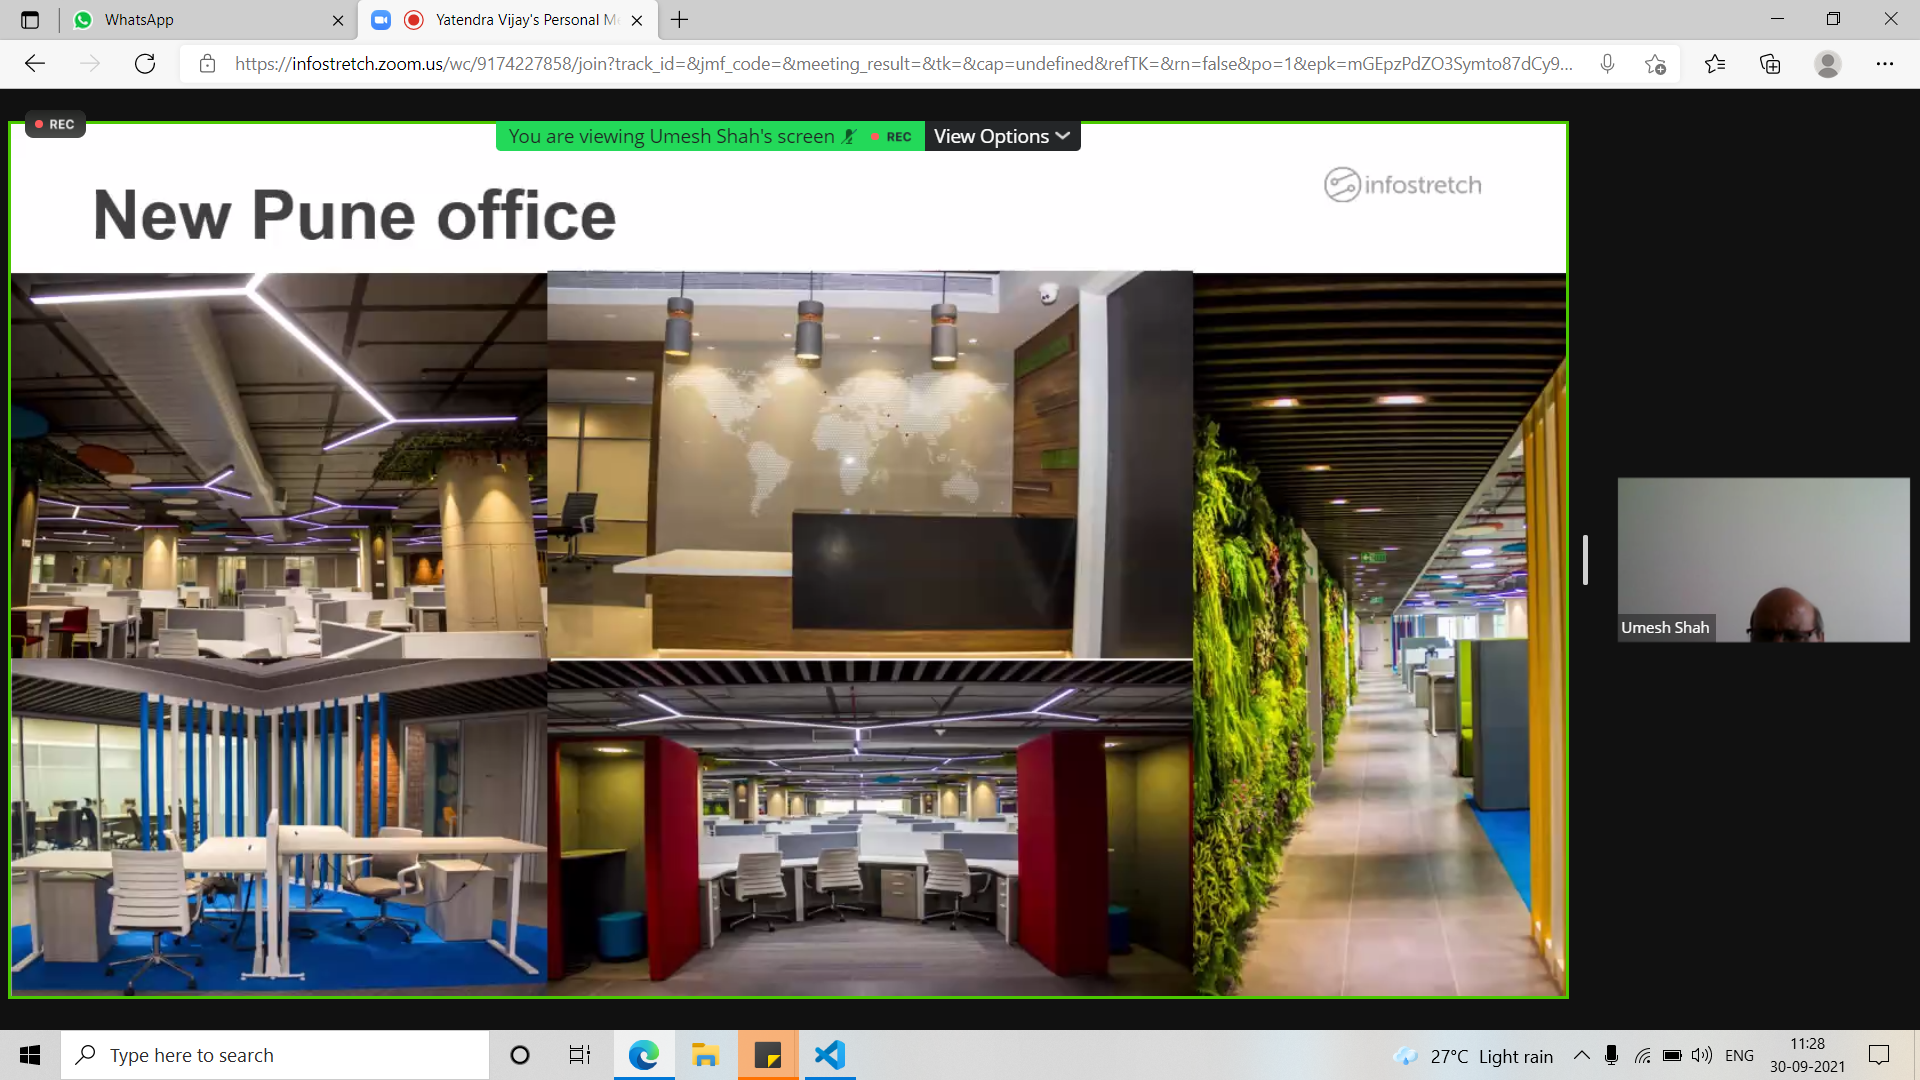 WhatsApp
Yatendra Vijay's Personal Me
https://infostretch.zoom.us/wc/9174227858/join?track_id=&jmf_code=&meeting_result=&tk=&cap=undefined&refTK=&rn=false&po=1&epk=mGEpzPdZO3Symto87dCy9...
REC
You are viewing Umesh Shah's screen REC View Options
New Pune office
infostretch
Umesh Shah
Type here to search
27°C Light rain
ENG
11:28
30-09-2021